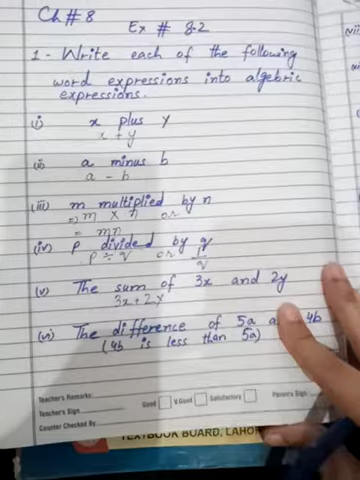 Ch # 8
Ex # 8.2
1- Write each of the following
word expressions into algebric
expressions.
(i) x plus y
x + y
(ii) a minus b
a - b
(iii) m multiplied by n
=> m x n or
= mn
(iv) p divided by q
p ÷ q or p/q
(v) The sum of 3x and 2y
3x + 2y
(vi) The difference of 5a a 4b
(4b is less than 5a)
Teacher's Remarks:
Teacher's Sign.
Good V.Good Satisfactory Parent's Sign
Counter Checked By:
TEXTBOOK BOARD, LAHOR
(vii)